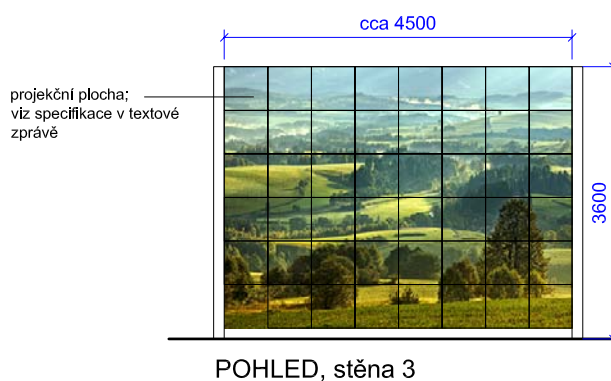 cca 4500
projekční plocha;
viz specifikace v textové
zprávě
3600
POHLED, stěna 3